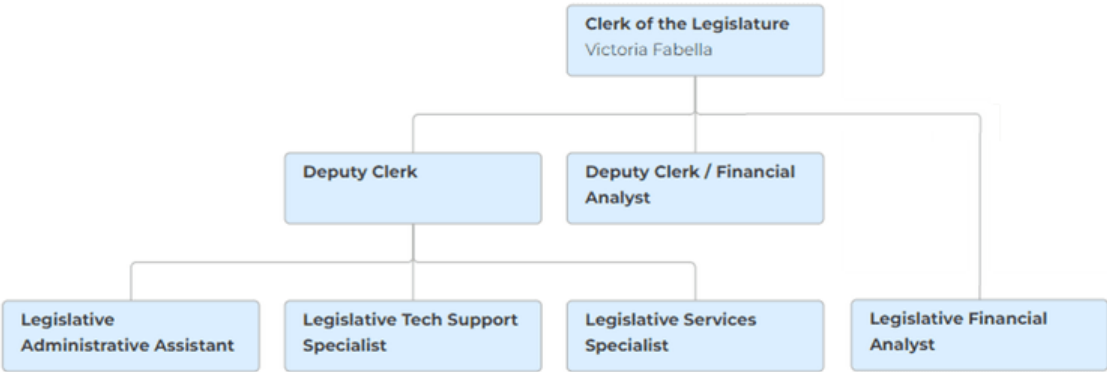 Clerk of the Legislature
Victoria Fabella
Deputy Clerk
Deputy Clerk / Financial
Analyst
Legislative
Administrative Assistant
Legislative Tech Support
Specialist
Legislative Services
Specialist
Legislative Financial
Analyst